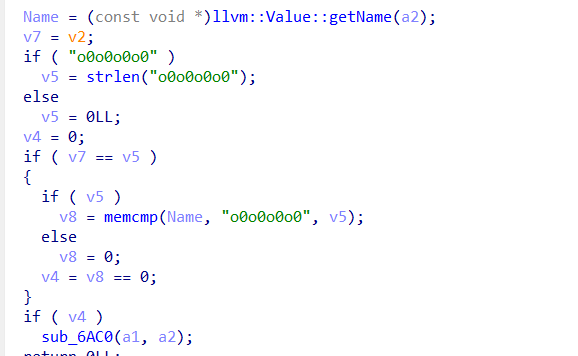 Name = (const void *)llvm::Value::getName(a2);
v7 = v2;
if ( "o0o0o0o0" )
v5 = strlen("o0o0o0o0");
else
v5 = 0LL;
v4 = 0;
if ( v7 == v5 )
{
if ( v5 )
v8 = memcmp(Name, "o0o0o0o0", v5);
else
v8 = 0;
v4 = v8 == 0;
}
if ( v4 )
sub_6AC0(a1, a2);
return 0LL;